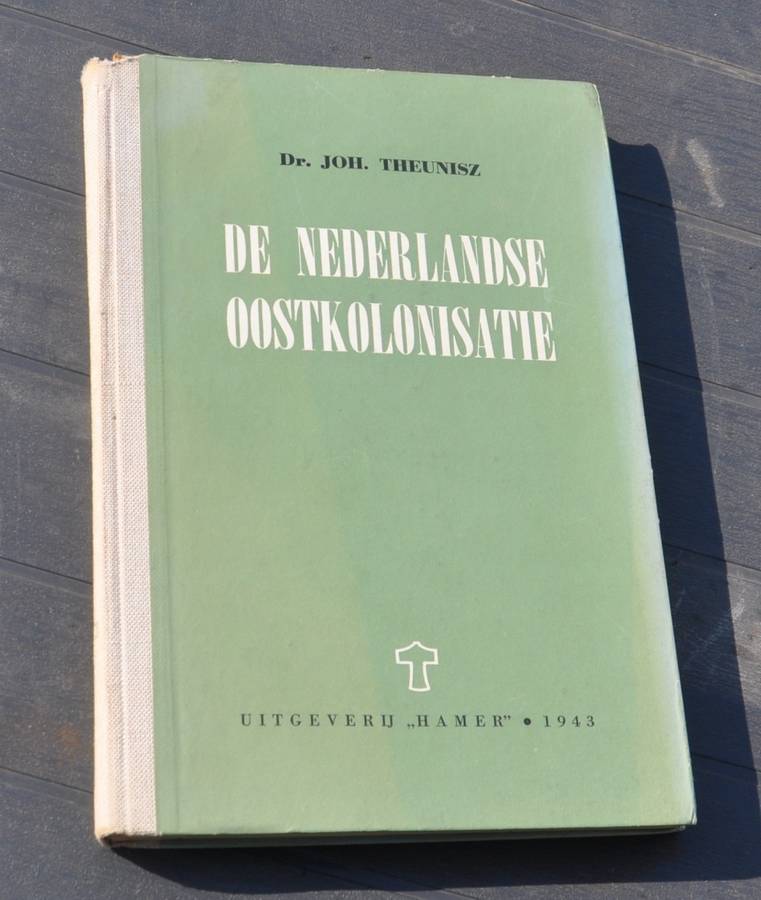 Dr. JOH. THEUNISZ
DE NEDERLANDSE
OOSTKOLONISATIE
UITGEVERIJ „HAMER” • 1943